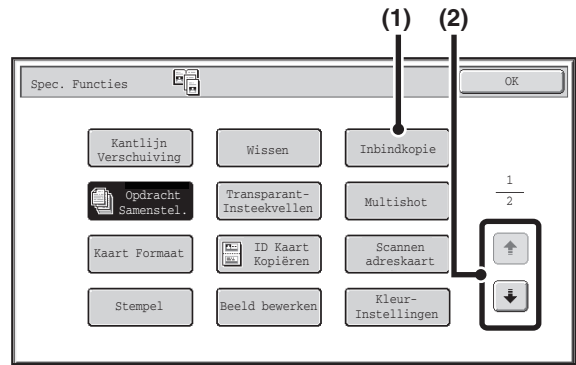 (1) (2)
Spec. Functies
OK
Kantlijn
Verschuiving
Wissen
Inbindkopie
Opdracht
Samenstel.
Transparant-
Insteekvellen
Multishot
1
2
Kaart Formaat
ID Kaart
Kopiëren
Scannen
adreskaart
Stempel
Beeld bewerken
Kleur-
Instellingen